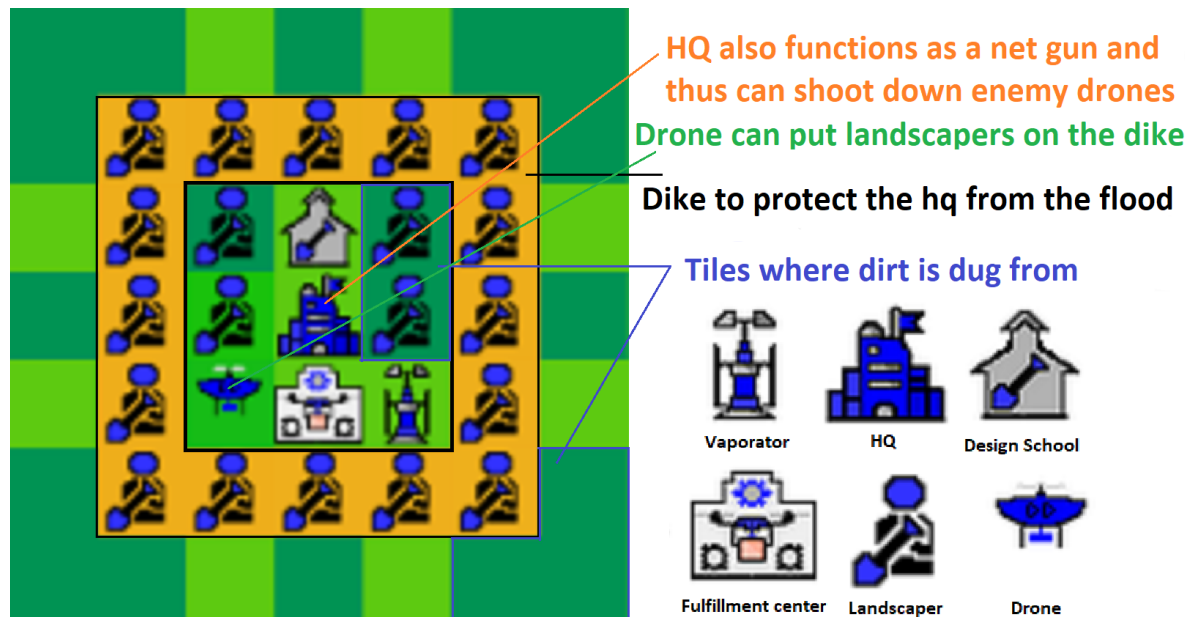 HQ also functions as a net gun and
thus can shoot down enemy drones
Drone can put landscapers on the dike
Dike to protect the hq from the flood
Tiles where dirt is dug from
Vaporator
HQ
Design School
Fulfillment center
Landscaper
Drone